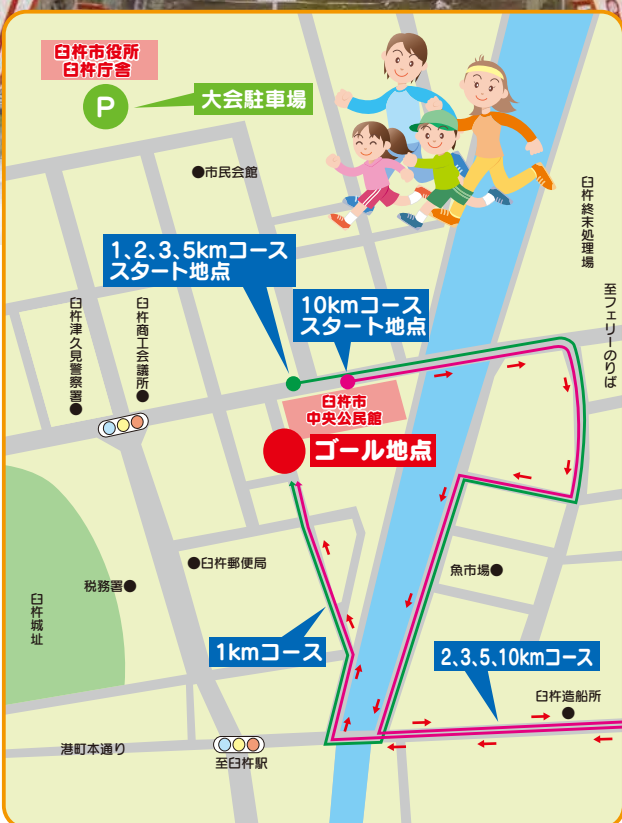 臼杵市役所
臼杵庁舎
P
大会駐車場
●市民会館
臼杵終末処理場
1、2、3、5kmコース
スタート地点
10kmコース
スタート地点
至フェリーのりば
臼杵津久見警察署●
臼杵商工会議所●
臼杵市
中央公民館
ゴール地点
●臼杵郵便局
魚市場●
税務署●
臼杵城址
1kmコース
2、3、5、10kmコース
臼杵造船所
港町本通り
至臼杵駅